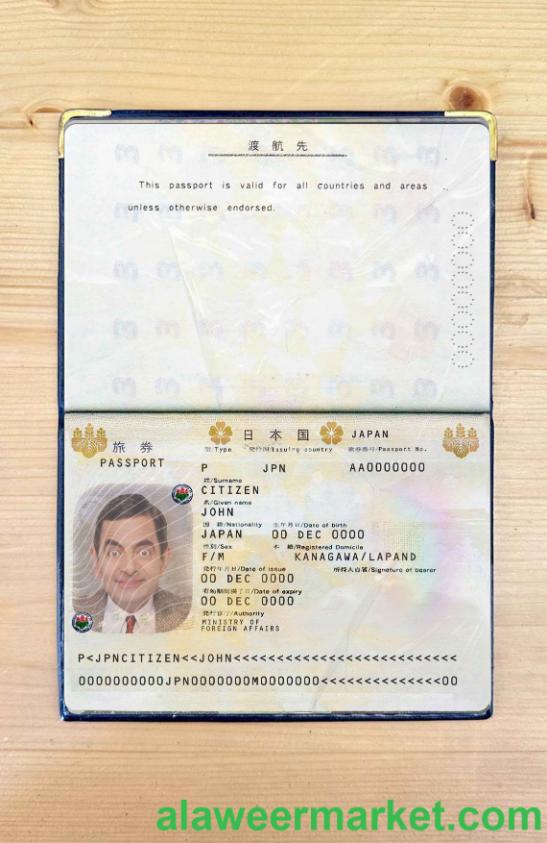 渡航先
This passport is valid for all countries and areas
unless otherwise endorsed.
日本国 JAPAN
旅券
PASSPORT
型/Type 発行国/Issuing country 旅券番号/Passport No.
P JPN AA0000000
姓/Surname
CITIZEN
名/Given name
JOHN
国籍/Nationality 生年月日/Date of birth
JAPAN 00 DEC 0000
性別/Sex 本籍/Registered Domicile
F/M KANAGAWA/LAPAND
発行年月日/Date of issue 所持人自署/Signature of bearer
00 DEC 0000
有効期間満了日/Date of expiry
00 DEC 0000
発行官庁/Authority
MINISTRY OF
FOREIGN AFFAIRS
P<JPNCITIZEN<<JOHN<<<<<<<<<<<<<<<<<<<<<<<<<<
0000000000JPN0000000M0000000<<<<<<<<<<<<<<00
alaweermarket.com